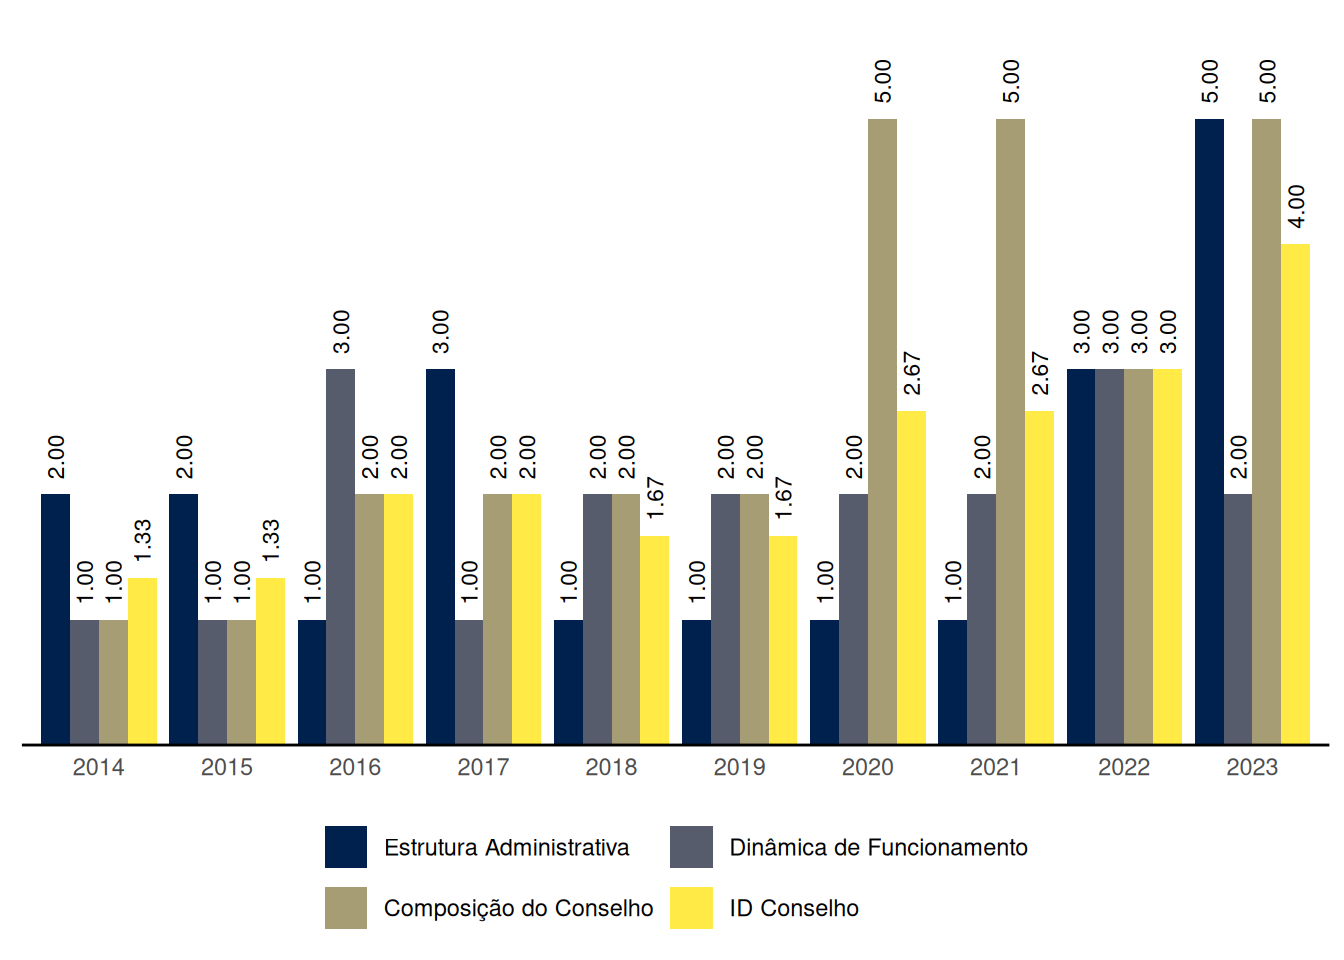 2.00 1.00 1.00 1.33 2.00 1.00 1.00 1.33 1.00 3.00 2.00 2.00 3.00 1.00 2.00 2.00 1.00 2.00 2.00 1.67 1.00 2.00 2.00 1.67 1.00 2.00 5.00 2.67 1.00 2.00 5.00 2.67 3.00 3.00 3.00 3.00 5.00 2.00 5.00 4.00
2014 2015 2016 2017 2018 2019 2020 2021 2022 2023
Estrutura Administrativa Dinâmica de Funcionamento
Composição do Conselho ID Conselho